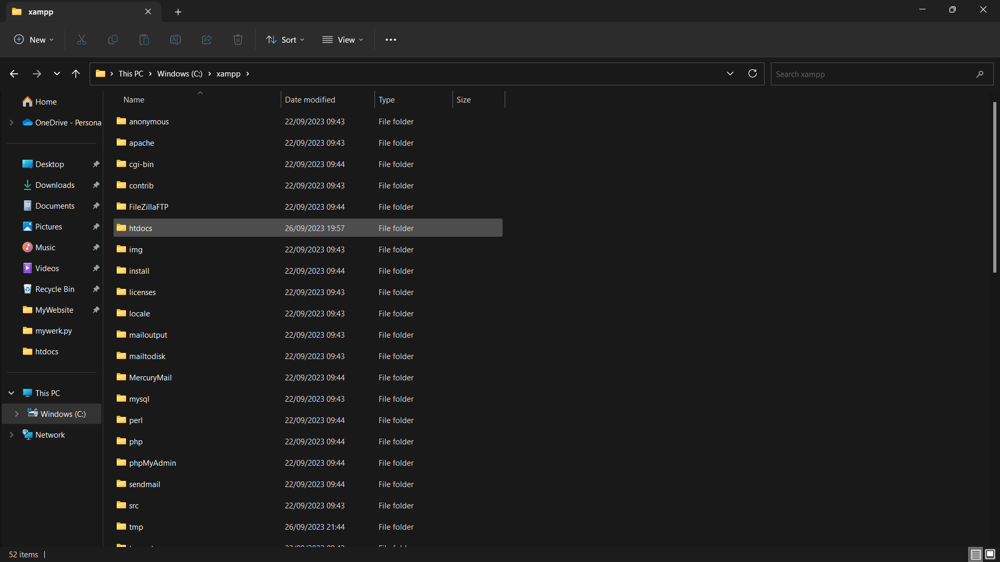 xampp
New
Sort
View
This PC > Windows (C:) > xampp >
Search xampp
Home
OneDrive - Persona
Desktop
Downloads
Documents
Pictures
Music
Videos
Recycle Bin
MyWebsite
mywerk.py
htdocs
This PC
Windows (C:)
Network
Name Date modified Type Size
anonymous 22/09/2023 09:43 File folder
apache 22/09/2023 09:43 File folder
cgi-bin 22/09/2023 09:44 File folder
contrib 22/09/2023 09:43 File folder
FileZillaFTP 22/09/2023 09:44 File folder
htdocs 26/09/2023 19:57 File folder
img 22/09/2023 09:43 File folder
install 22/09/2023 09:44 File folder
licenses 22/09/2023 09:43 File folder
locale 22/09/2023 09:43 File folder
mailoutput 22/09/2023 09:43 File folder
mailtodisk 22/09/2023 09:43 File folder
MercuryMail 22/09/2023 09:44 File folder
mysql 22/09/2023 09:43 File folder
perl 22/09/2023 09:44 File folder
php 22/09/2023 09:44 File folder
phpMyAdmin 22/09/2023 09:44 File folder
sendmail 22/09/2023 09:44 File folder
src 22/09/2023 09:43 File folder
tmp 26/09/2023 21:44 File folder
52 items